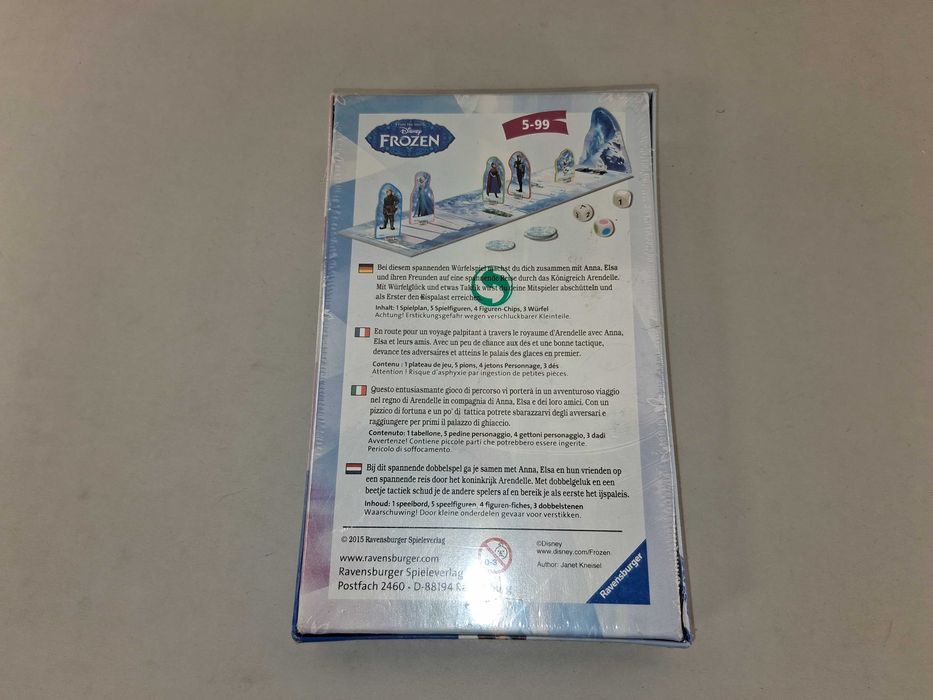 Disney
FROZEN
5-99
1
2
1
Bei diesem spannenden Würfelspiel machst du dich zusammen mit Anna, Elsa
und ihren Freunden auf eine spannende Reise durch das Königreich Arendelle.
Mit Würfelglück und etwas Taktik wirst du deine Mitspieler abschütteln und
als Erster den Eispalast erreichen.
Inhalt: 1 Spielplan, 5 Spielfiguren, 4 Figuren-Chips, 3 Würfel
Achtung! Erstickungsgefahr wegen verschluckbarer Kleinteile.
En route pour un voyage palpitant à travers le royaume d'Arendelle avec Anna,
Elsa et leurs amis. Avec un peu de chance aux dés et une bonne tactique,
devance tes adversaires et atteins le palais des glaces en premier.
Contenu : 1 plateau de jeu, 5 pions, 4 jetons Personnage, 3 dés
Attention ! Risque d'asphyxie par ingestion de petites pièces.
Questo entusiasmante gioco di percorso vi porterà in un avventuroso viaggio
nel regno di Arendelle in compagnia di Anna, Elsa e dei loro amici. Con un
pizzico di fortuna e un po' di tattica potrete sbarazzarvi degli avversari e
raggiungere per primi il palazzo di ghiaccio.
Contenuto: 1 tabellone, 5 pedine personaggio, 4 gettoni personaggio, 3 dadi
Avvertenze! Contiene piccole parti che potrebbero essere ingerite.
Pericolo di soffocamento.
Bij dit spannende dobbelspel ga je samen met Anna, Elsa en hun vrienden op
een spannende reis door het koninkrijk Arendelle. Met dobbelgeluk en een
beetje tactiek schud je de andere spelers af en bereik je als eerste het ijspaleis.
Inhoud: 1 speelbord, 5 speelfiguren, 4 figuren-fiches, 3 dobbelstenen
Waarschuwing! Door kleine onderdelen gevaar voor verstikken.
© 2015 Ravensburger Spieleverlag
www.ravensburger.com
Ravensburger Spieleverlag
Postfach 2460 · D-88194
0-3
©Disney
www.disney.com/Frozen
Author: Janet Kneisel
Ravensburger